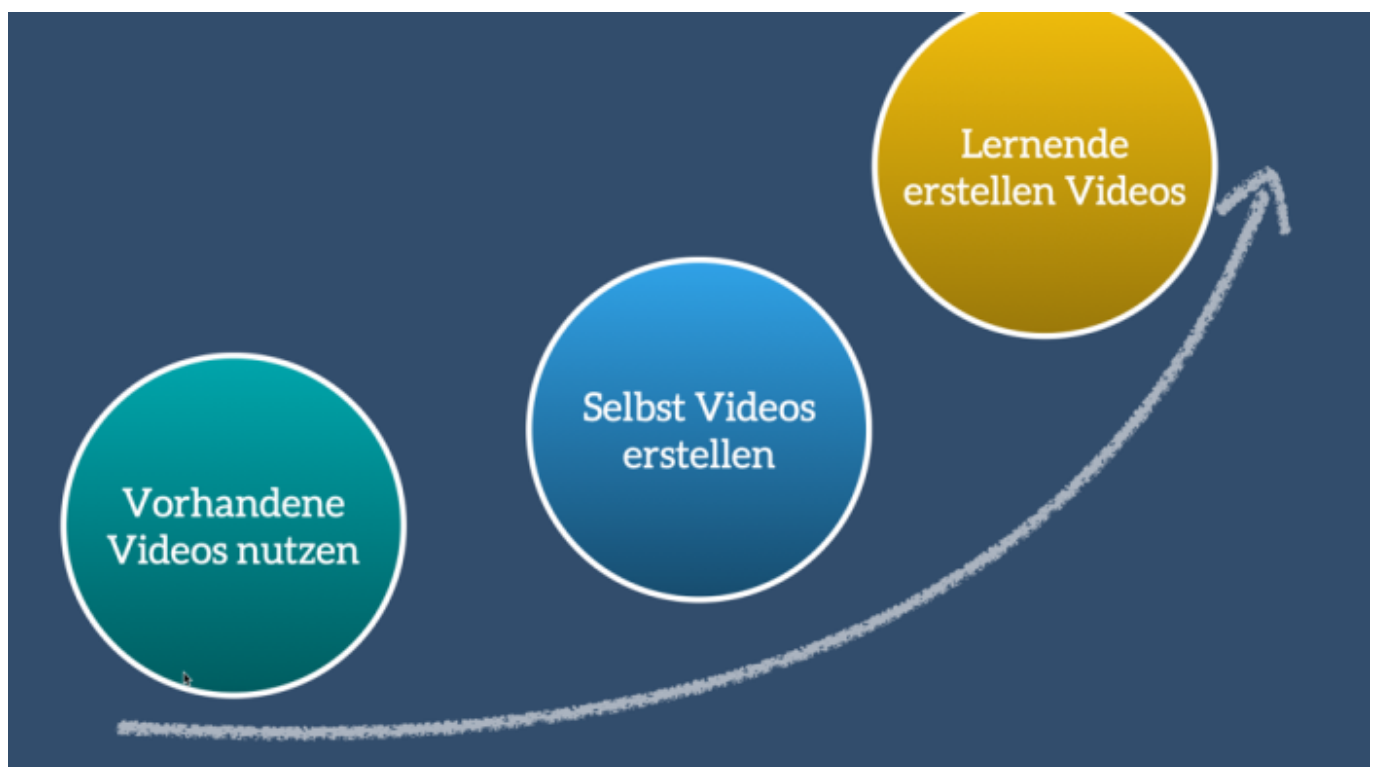 Lernende
erstellen Videos
Selbst Videos
erstellen
Vorhandene
Videos nutzen